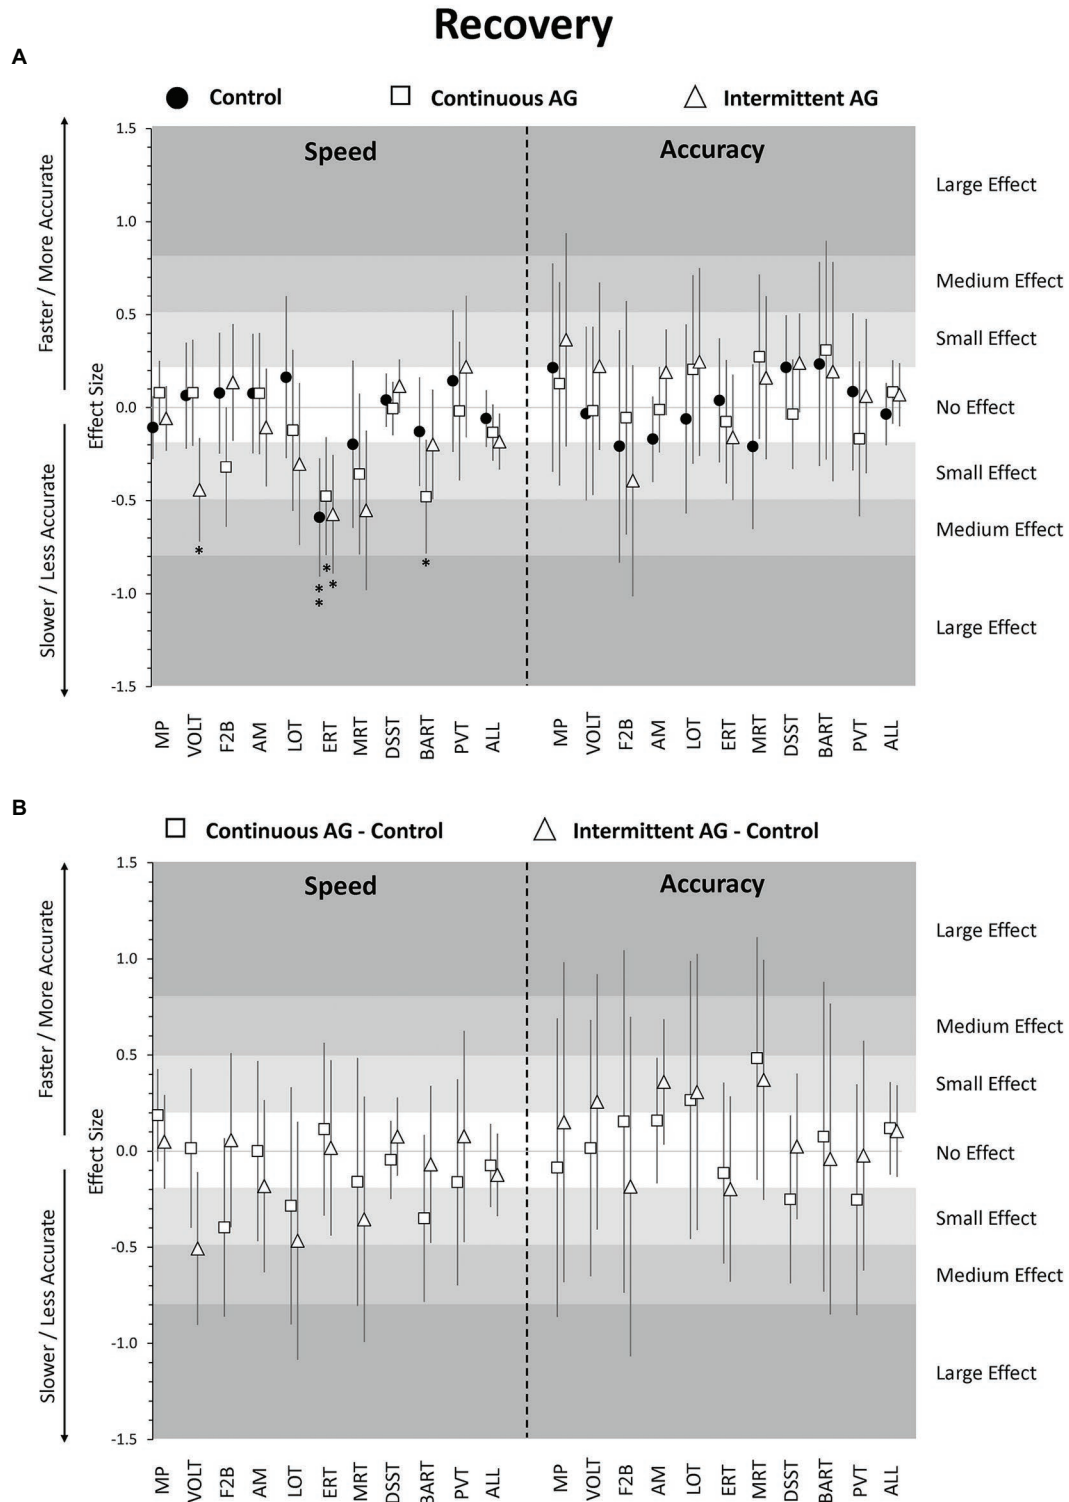 Recovery
A
Control Continuous AG Intermittent AG
Speed Accuracy
Faster / More Accurate
Slower / Less Accurate
Effect Size
1.5
1.0
0.5
0.0
-0.5
-1.0
-1.5
Large Effect
Medium Effect
Small Effect
No Effect
Small Effect
Medium Effect
Large Effect
*
*
*
*
*
*
MP VOLT F2B AM LOT ERT MRT DSST BART PVT ALL MP VOLT F2B AM LOT ERT MRT DSST BART PVT ALL
B
Continuous AG - Control Intermittent AG - Control
Speed Accuracy
Faster / More Accurate
Slower / Less Accurate
Effect Size
1.5
1.0
0.5
0.0
-0.5
-1.0
-1.5
Large Effect
Medium Effect
Small Effect
No Effect
Small Effect
Medium Effect
Large Effect
MP VOLT F2B AM LOT ERT MRT DSST BART PVT ALL MP VOLT F2B AM LOT ERT MRT DSST BART PVT ALL